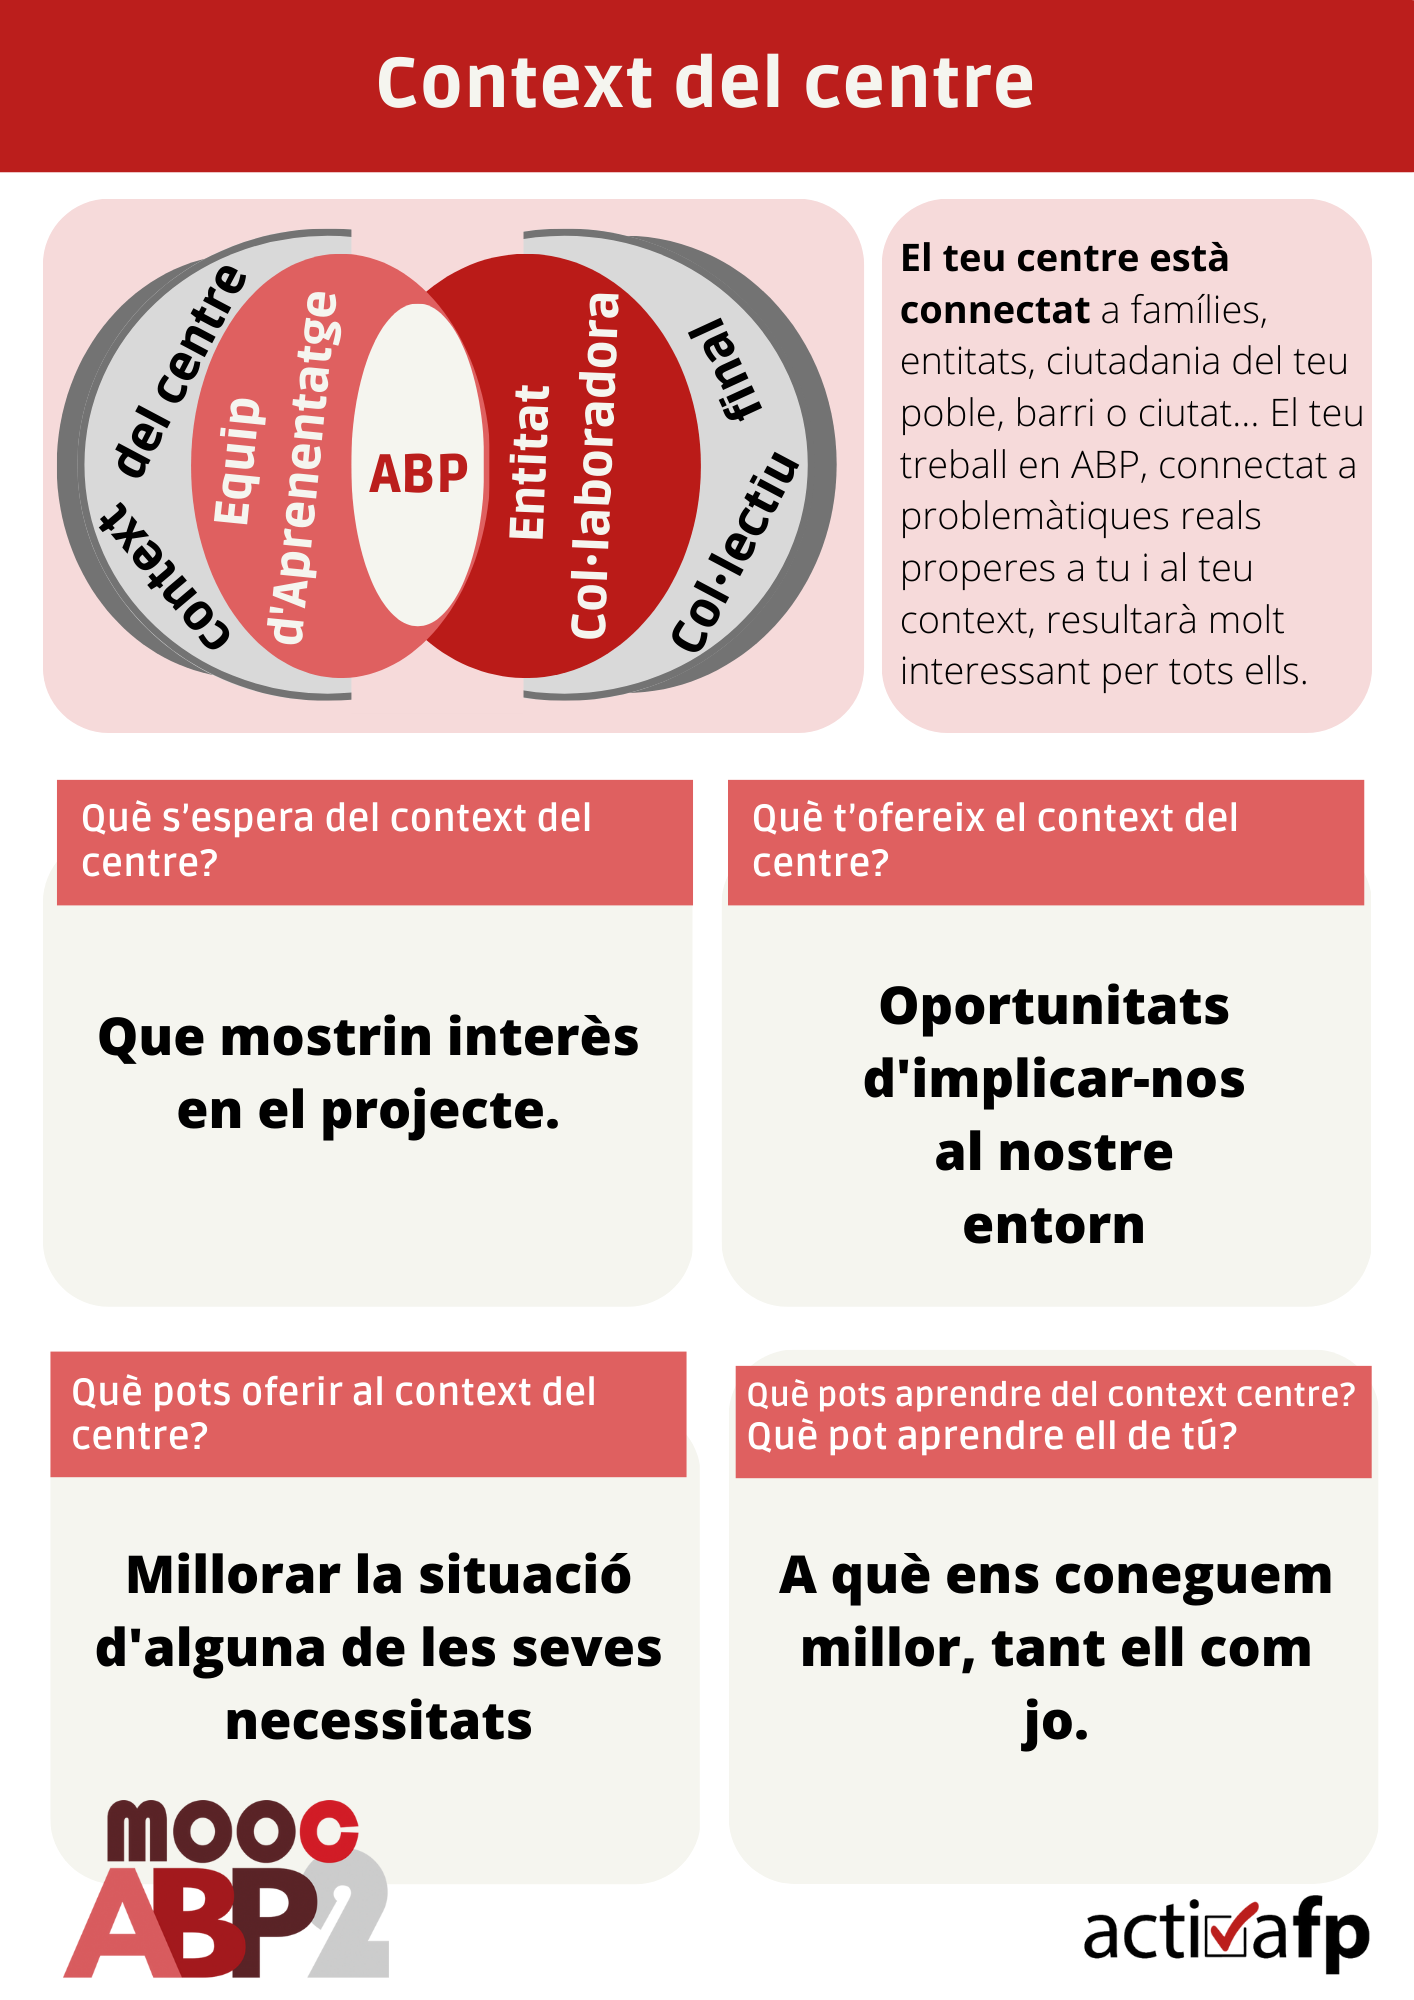 Context del centre
Context
del centre
Equip
d'Aprenentatge
ABP
Entitat
Col·laboradora
Col·lectiu
final
El teu centre està
connectat a famílies,
entitats, ciutadania del teu
poble, barri o ciutat... El teu
treball en ABP, connectat a
problemàtiques reals
properes a tu i al teu
context, resultarà molt
interessant per tots ells.
Què s’espera del context del
centre?
Que mostrin interès
en el projecte.
Què t’ofereix el context del
centre?
Oportunitats
d'implicar-nos
al nostre
entorn
Què pots oferir al context del
centre?
Millorar la situació
d'alguna de les seves
necessitats
Què pots aprendre del context centre?
Què pot aprendre ell de tú?
A què ens coneguem
millor, tant ell com
jo.
mooc
ABP2
activafp